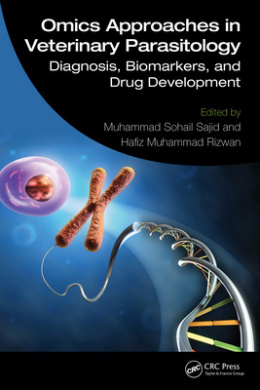 Omics Approaches in
Veterinary Parasitology
Diagnosis, Biomarkers, and
Drug Development
Edited by
Muhammad Sohail Sajid and
Hafiz Muhammad Rizwan
CRC
CRC Press
Taylor & Francis Group